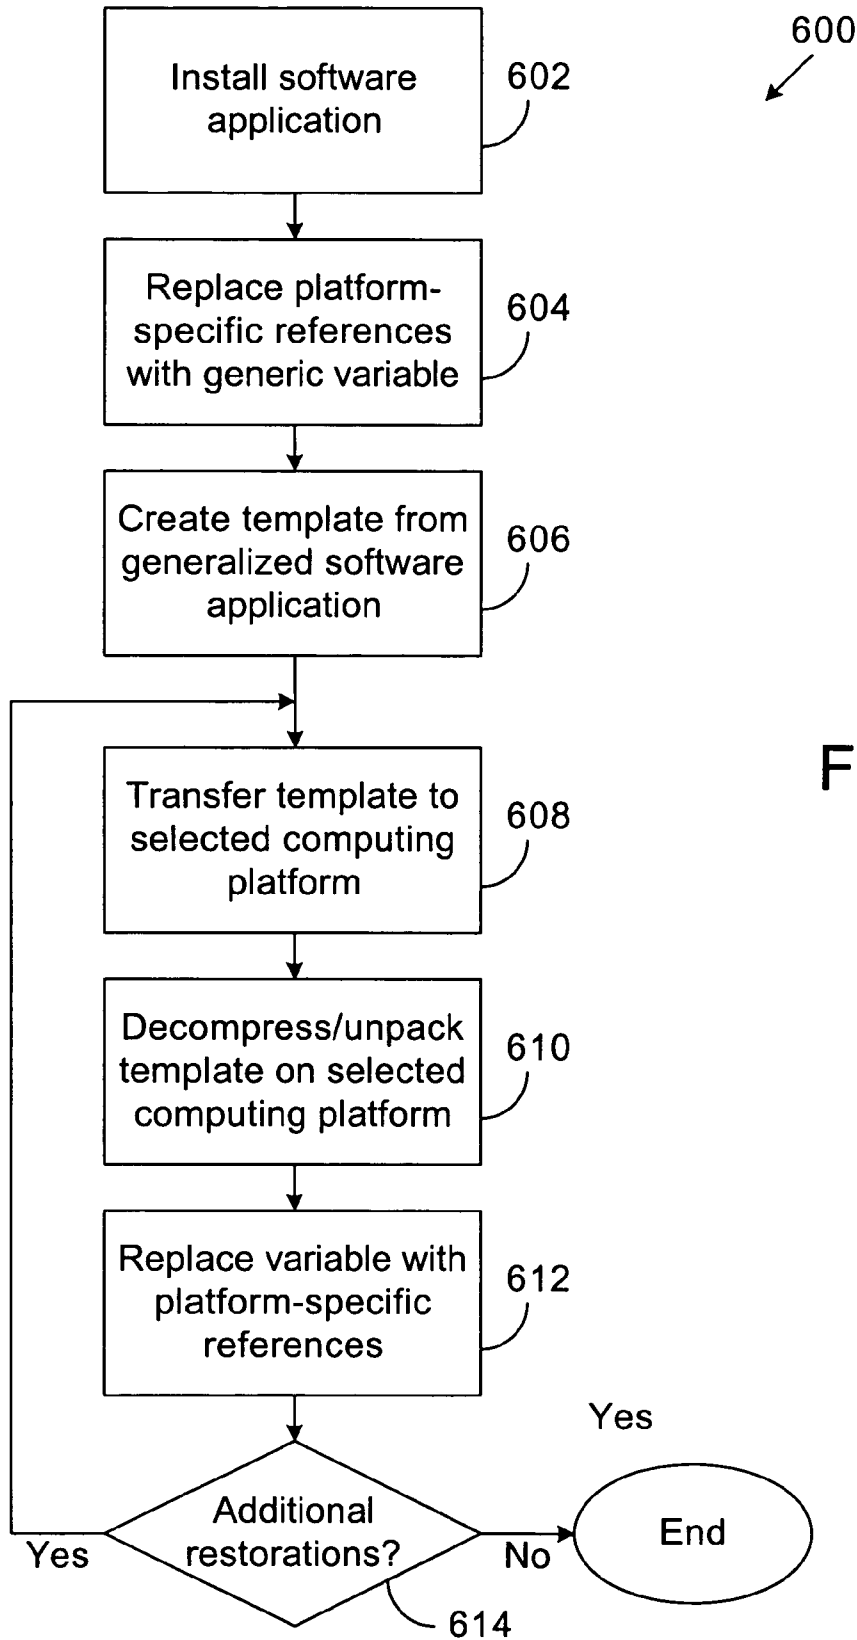 600
Install software
application
602
Replace platform-
specific references
with generic variable
604
Create template from
generalized software
application
606
F
Transfer template to
selected computing
platform
608
Decompress/unpack
template on selected
computing platform
610
Replace variable with
platform-specific
references
612
Yes
Additional
restorations?
Yes
No
End
614